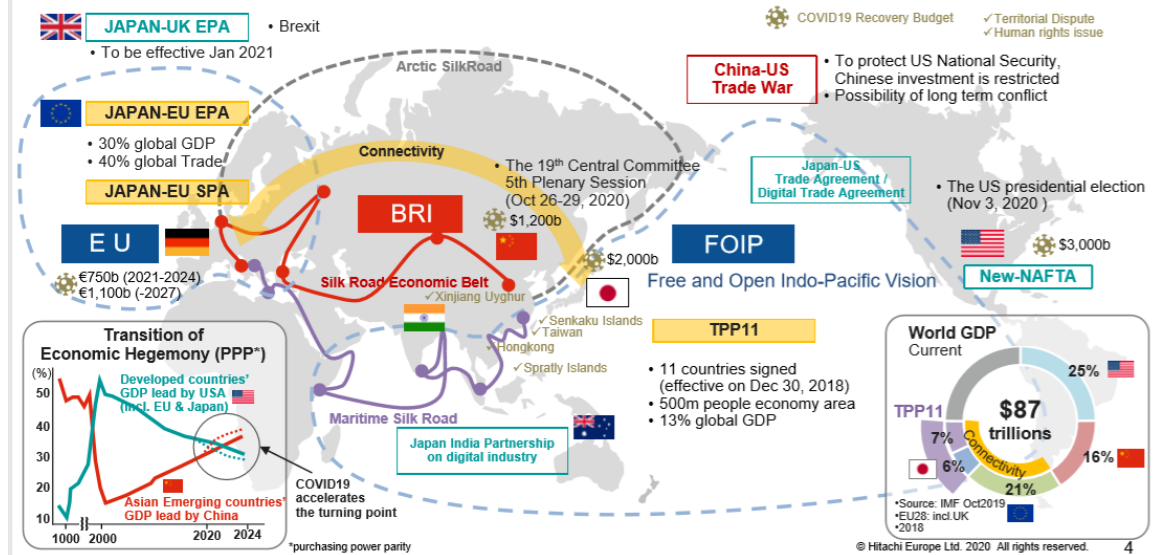 JAPAN-UK EPA
• Brexit
• To be effective Jan 2021
COVID19 Recovery Budget
✓Territorial Dispute
✓Human rights issue
Arctic SilkRoad
China-US
Trade War
• To protect US National Security,
Chinese investment is restricted
• Possibility of long term conflict
JAPAN-EU EPA
• 30% global GDP
• 40% global Trade
JAPAN-EU SPA
Connectivity
• The 19th Central Committee
5th Plenary Session
(Oct 26-29, 2020)
$1,200b
Japan-US
Trade Agreement /
Digital Trade Agreement
• The US presidential election
(Nov 3, 2020 )
$3,000b
New-NAFTA
E U
€750b (2021-2024)
€1,100b (-2027)
BRI
$2,000b
FOIP
Free and Open Indo-Pacific Vision
Silk Road Economic Belt
✓Xinjiang Uyghur
✓Senkaku Islands
✓Taiwan
✓Hongkong
✓Spratly Islands
Maritime Silk Road
Japan India Partnership
on digital industry
TPP11
• 11 countries signed
(effective on Dec 30, 2018)
• 500m people economy area
• 13% global GDP
Transition of
Economic Hegemony (PPP*)
(%)
50
40
30
20
10
Developed countries'
GDP lead by USA
(incl. EU & Japan)
Asian Emerging countries'
GDP lead by China
1000
2000
2020
2024
COVID19
accelerates
the turning point
*purchasing power parity
World GDP
Current
25%
TPP11
$87
trillions
7%
6%
Connectivity
16%
21%
•Source: IMF Oct2019
•EU28: incl.UK
•2018
© Hitachi Europe Ltd. 2020 All rights reserved.
4